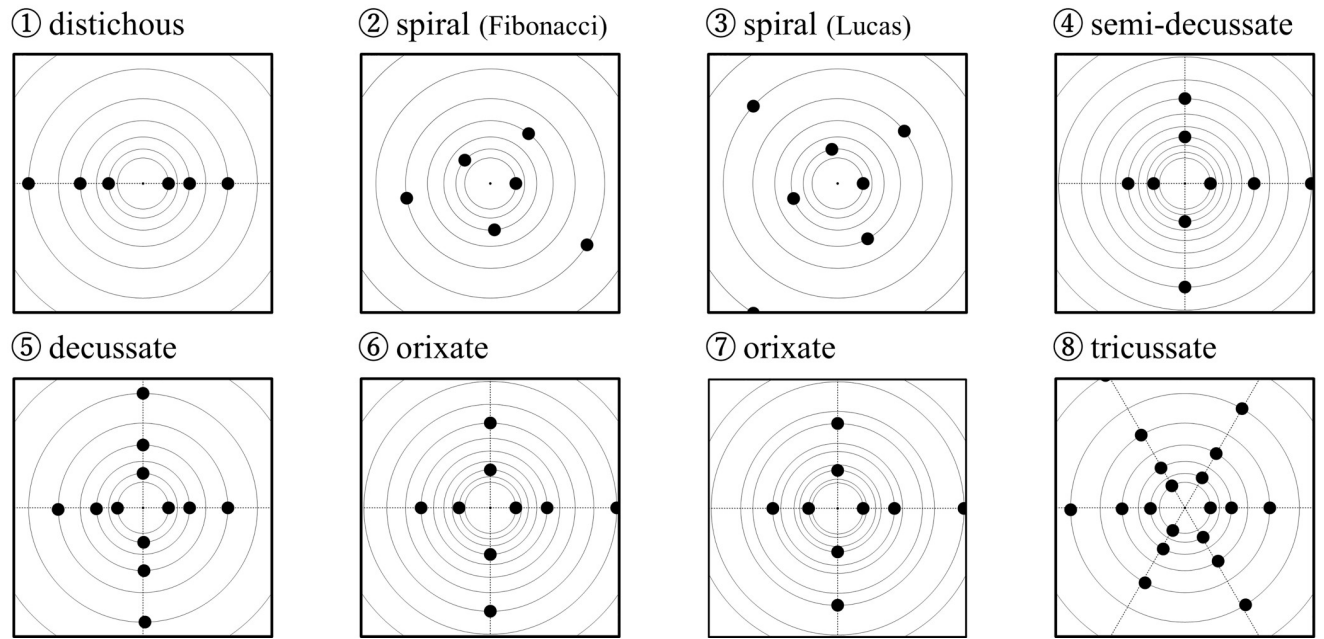 ① distichous
② spiral (Fibonacci)
③ spiral (Lucas)
④ semi-decussate
⑤ decussate
⑥ orixate
⑦ orixate
⑧ tricussate